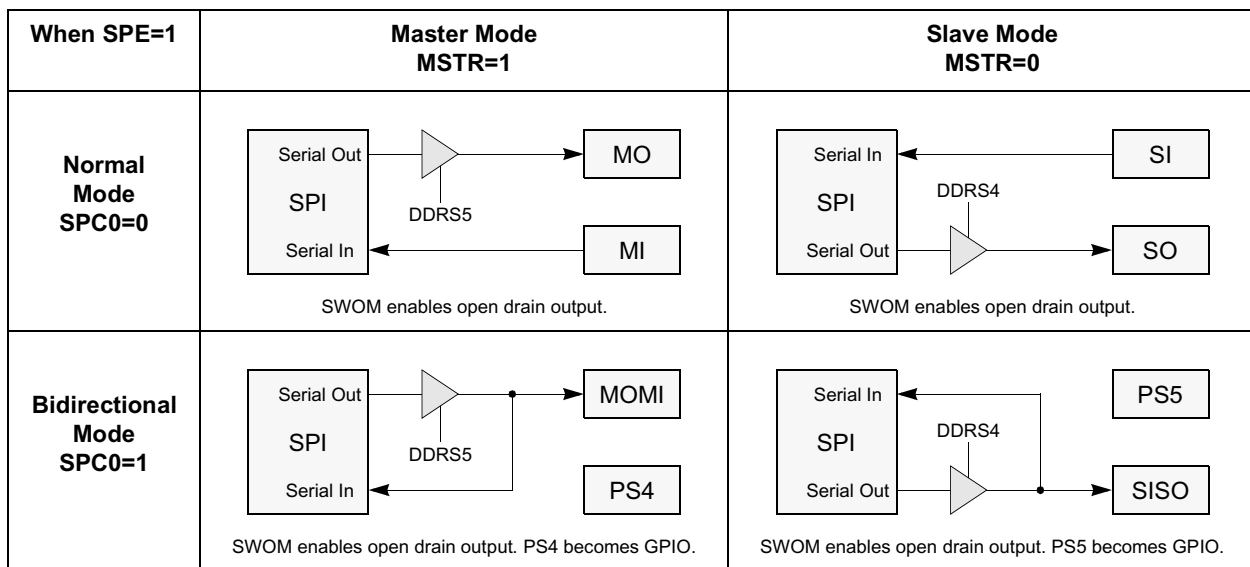 When SPE=1
Master Mode
MSTR=1
Slave Mode
MSTR=0
Normal
Mode
SPC0=0
Serial Out
SPI
Serial In
DDRS5
MO
MI
SWOM enables open drain output.
Serial In
SPI
Serial Out
DDRS4
SI
SO
SWOM enables open drain output.
Bidirectional
Mode
SPC0=1
Serial Out
SPI
Serial In
DDRS5
MOMI
PS4
SWOM enables open drain output. PS4 becomes GPIO.
Serial In
SPI
Serial Out
DDRS4
PS5
SISO
SWOM enables open drain output. PS5 becomes GPIO.